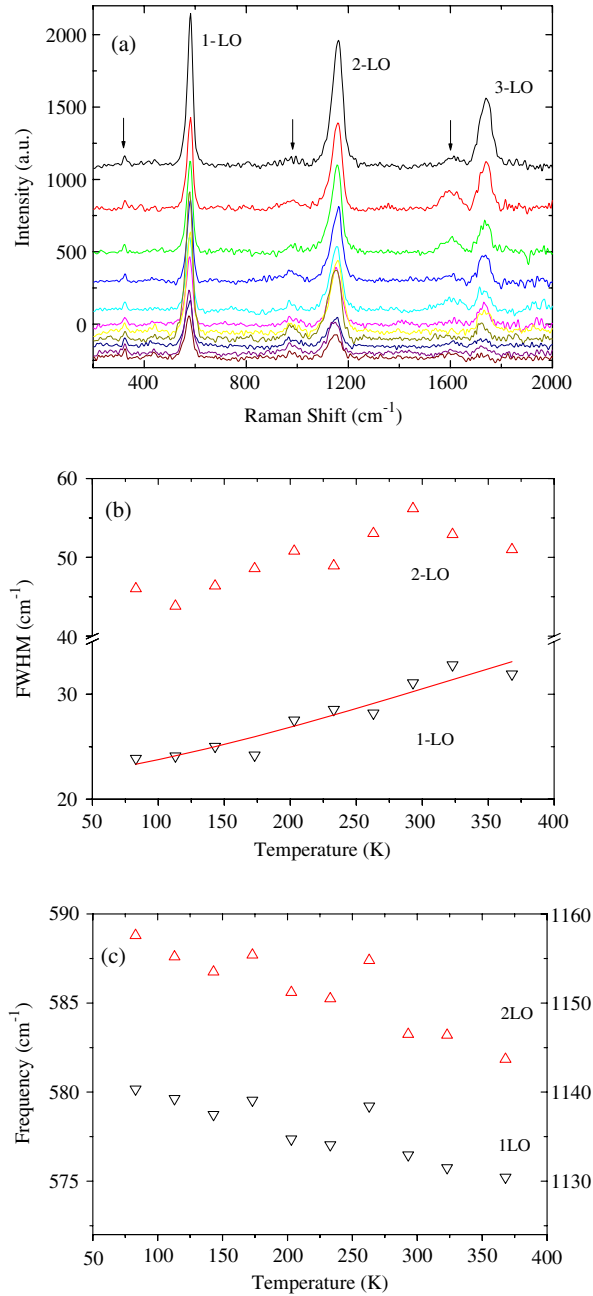 (a)
1-LO
2-LO
3-LO
2000
1500
1000
500
0
Intensity (a.u.)
400
800
1200
1600
2000
Raman Shift (cm⁻¹)
(b)
60
50
40
30
20
FWHM (cm⁻¹)
2-LO
1-LO
50
100
150
200
250
300
350
400
Temperature (K)
(c)
590
585
580
575
Frequency (cm⁻¹)
1160
1150
1140
1130
2LO
1LO
50
100
150
200
250
300
350
400
Temperature (K)